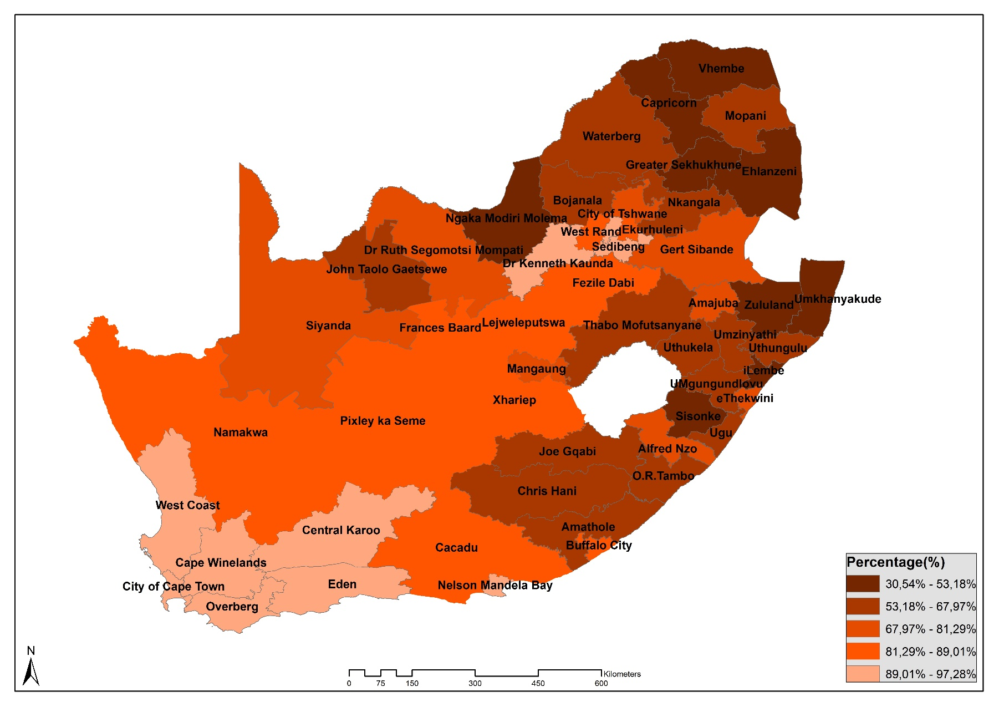 Vhembe
Capricorn
Mopani
Waterberg
Greater Sekhukhune
Ehlanzeni
Bojanala
Nkangala
City of Tshwane
Ngaka Modiri Molema
West Rand
Ekurhuleni
Sedibeng
Gert Sibande
Dr Ruth Segomotsi Mompati
Dr Kenneth Kaunda
John Taolo Gaetsewe
Fezile Dabi
Umkhanyakude
Amajuba
Zululand
Lejweleputswa
Siyanda
Frances Baard
Thabo Mofutsanyane
Umzinyathi
Uthukela
Uthungulu
Mangaung
iLembe
UMgungundlovu
Xhariep
eThekwini
Sisonke
Pixley ka Seme
Namakwa
Ugu
Joe Gqabi
Alfred Nzo
O.R.Tambo
Chris Hani
West Coast
Amathole
Central Karoo
Cacadu
Buffalo City
Cape Winelands
City of Cape Town
Eden
Nelson Mandela Bay
Overberg
Percentage(%)
30,54% - 53,18%
53,18% - 67,97%
67,97% - 81,29%
81,29% - 89,01%
89,01% - 97,28%
N
Kilometers
0 75 150 300 450 600